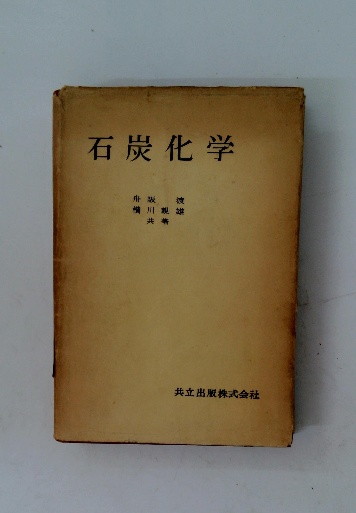 石炭化学
舟阪 渡
横川親雄
共著
共立出版株式会社